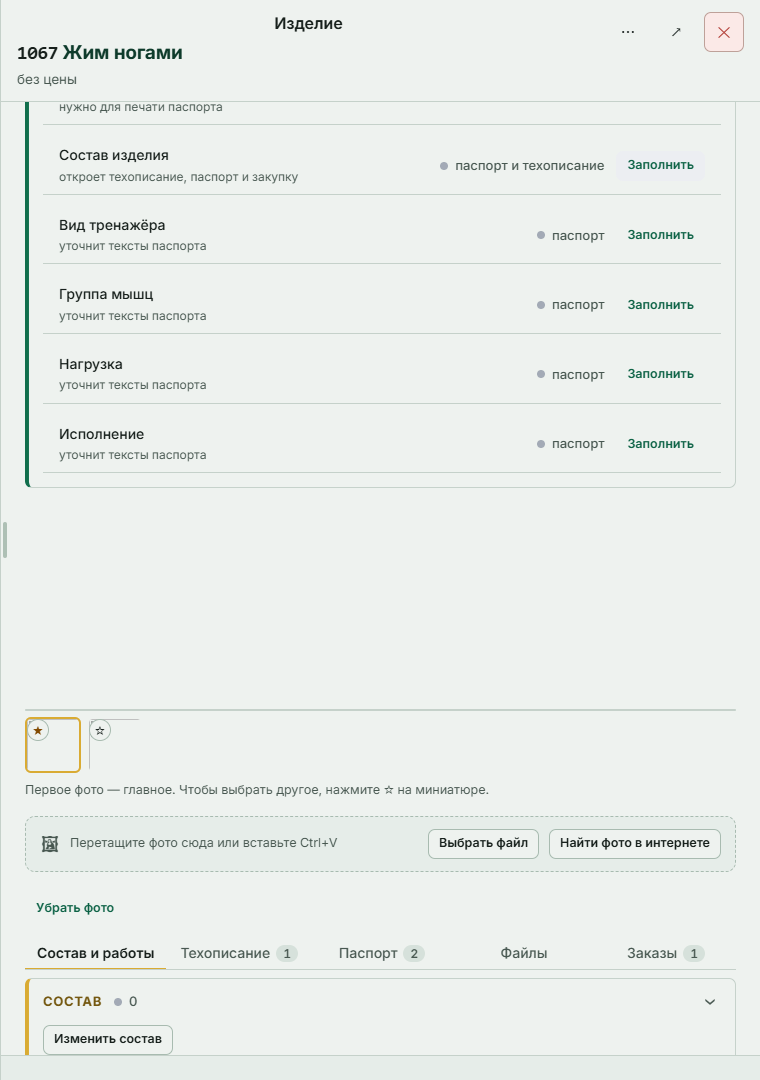 Изделие
1067 Жим ногами
без цены
нужно для печати паспорта
Состав изделия
откроет техописание, паспорт и закупку
паспорт и техописание
Заполнить
Вид тренажёра
уточнит тексты паспорта
паспорт
Заполнить
Группа мышц
уточнит тексты паспорта
паспорт
Заполнить
Нагрузка
уточнит тексты паспорта
паспорт
Заполнить
Исполнение
уточнит тексты паспорта
паспорт
Заполнить
Первое фото — главное. Чтобы выбрать другое, нажмите ☆ на миниатюре.
Перетащите фото сюда или вставьте Ctrl+V
Выбрать файл
Найти фото в интернете
Убрать фото
Состав и работы
Техописание 1
Паспорт 2
Файлы
Заказы 1
СОСТАВ 0
Изменить состав